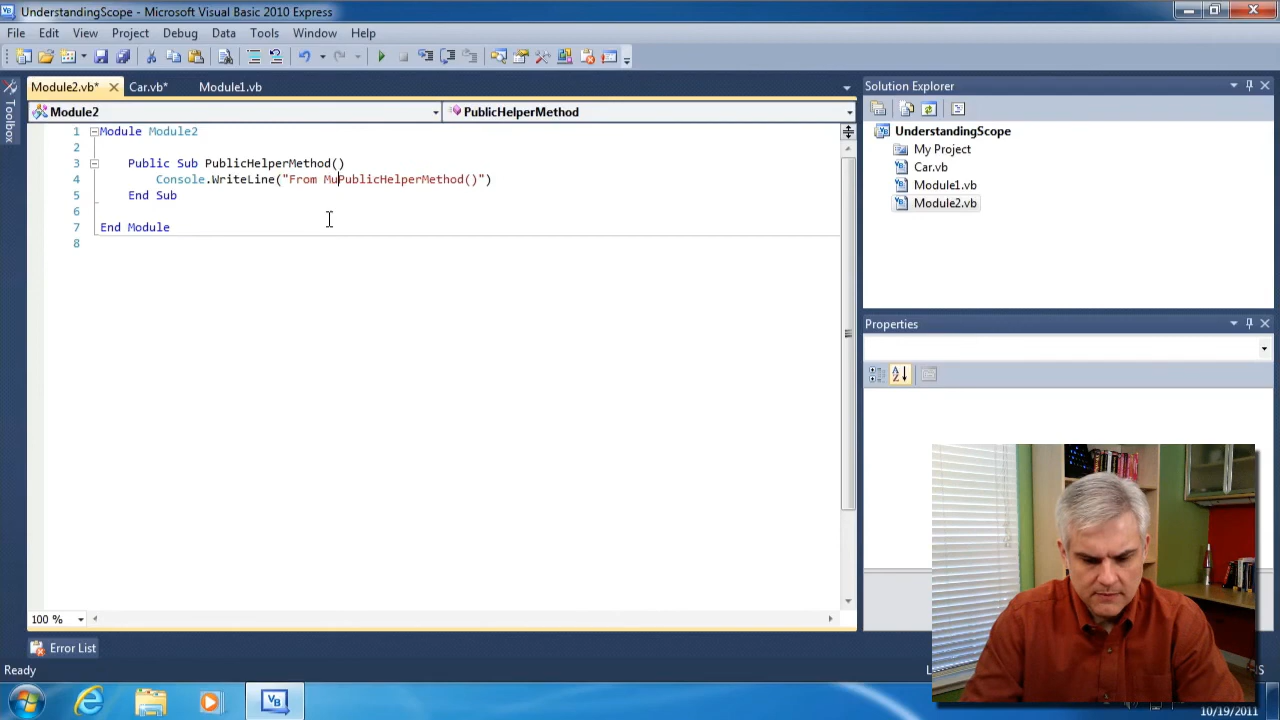 UnderstandingScope - Microsoft Visual Basic 2010 Express
File Edit View Project Debug Data Tools Window Help
Module2.vb* Car.vb* Module1.vb
Module2 PublicHelperMethod
1 Module Module2
2
3 Public Sub PublicHelperMethod()
4 Console.WriteLine("From MuPublicHelperMethod()")
5 End Sub
6
7 End Module
8
Toolbox
100 %
Error List
Ready
Solution Explorer
UnderstandingScope
My Project
Car.vb
Module1.vb
Module2.vb
Properties
10/19/2011